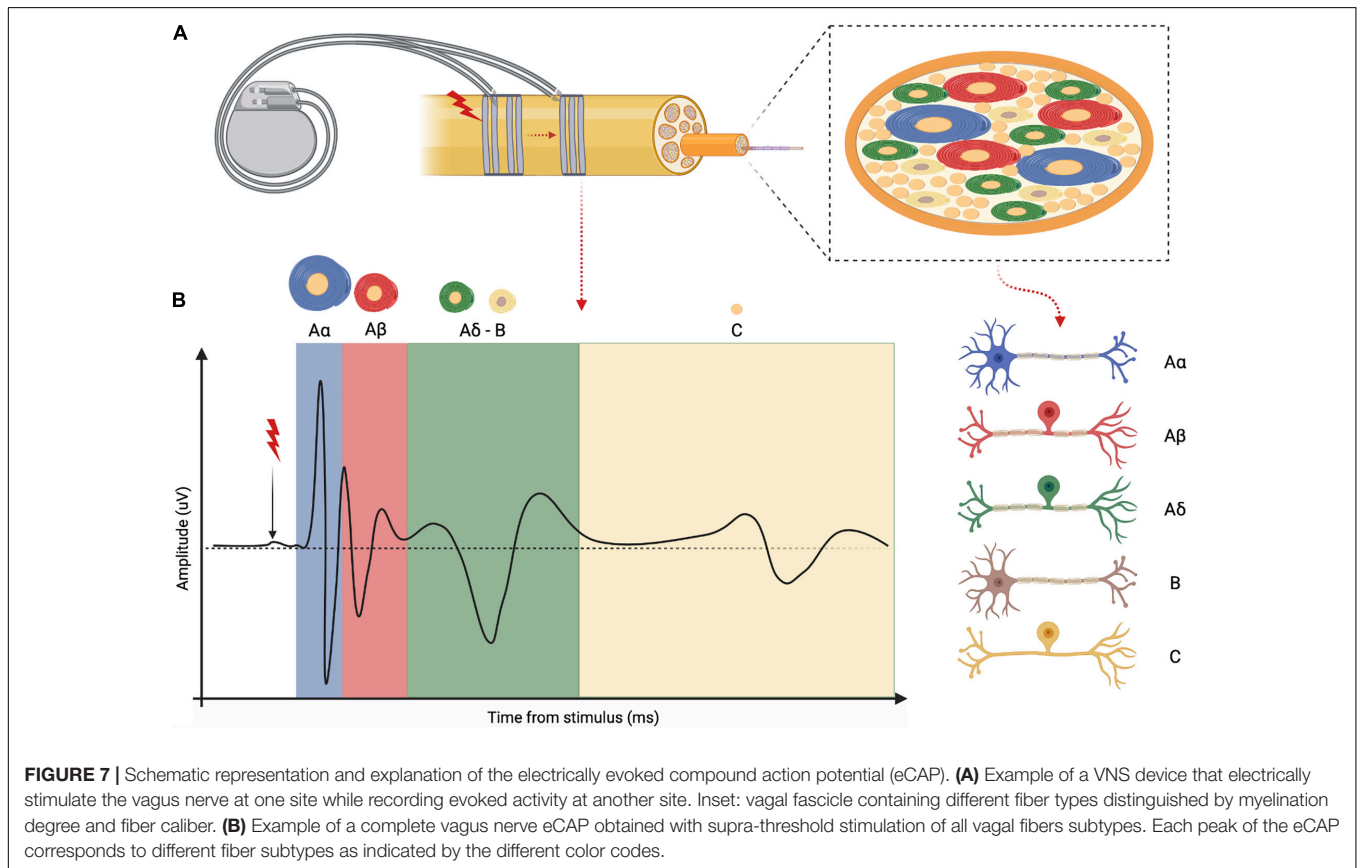 A
B
Aα
Aβ
Aδ - B
C
Amplitude (uV)
Time from stimulus (ms)
Aα
Aβ
Aδ
B
C
FIGURE 7 | Schematic representation and explanation of the electrically evoked compound action potential (eCAP). (A) Example of a VNS device that electrically
stimulate the vagus nerve at one site while recording evoked activity at another site. Inset: vagal fascicle containing different fiber types distinguished by myelination
degree and fiber caliber. (B) Example of a complete vagus nerve eCAP obtained with supra-threshold stimulation of all vagal fibers subtypes. Each peak of the eCAP
corresponds to different fiber subtypes as indicated by the different color codes.